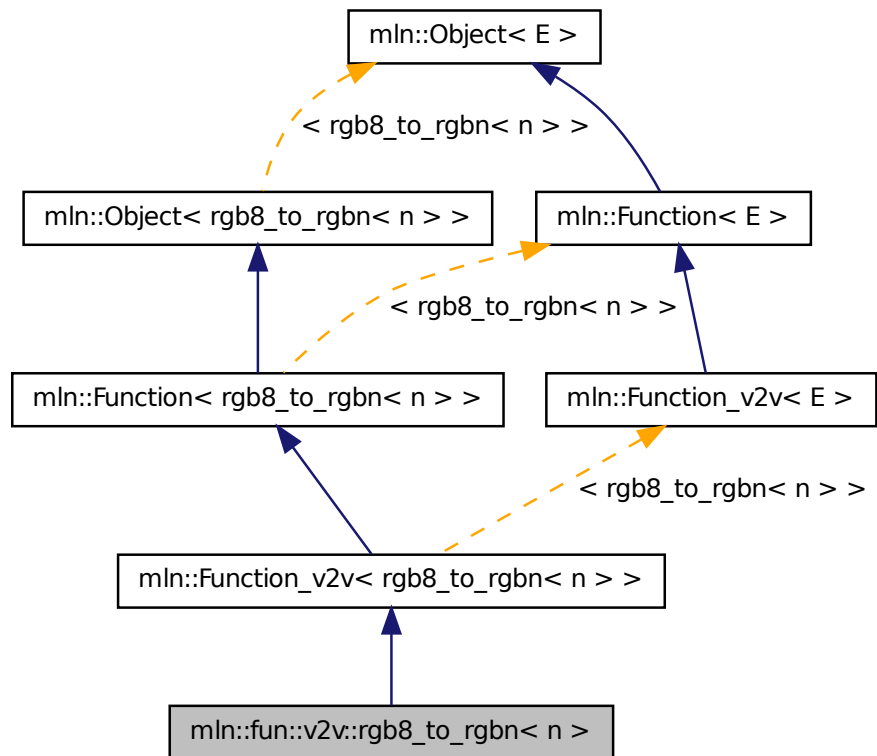 mln::Object< E >
< rgb8_to_rgbn< n > >
mln::Object< rgb8_to_rgbn< n > >
mln::Function< E >
< rgb8_to_rgbn< n > >
mln::Function< rgb8_to_rgbn< n > >
mln::Function_v2v< E >
< rgb8_to_rgbn< n > >
mln::Function_v2v< rgb8_to_rgbn< n > >
mln::fun::v2v::rgb8_to_rgbn< n >